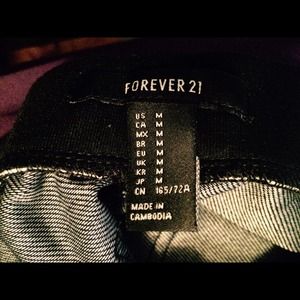 FOREVER 21
US M
CA M
MX M
BR M
EU M
UK M
KR M
JP M
CN 165/72A
MADE IN
CAMBODIA